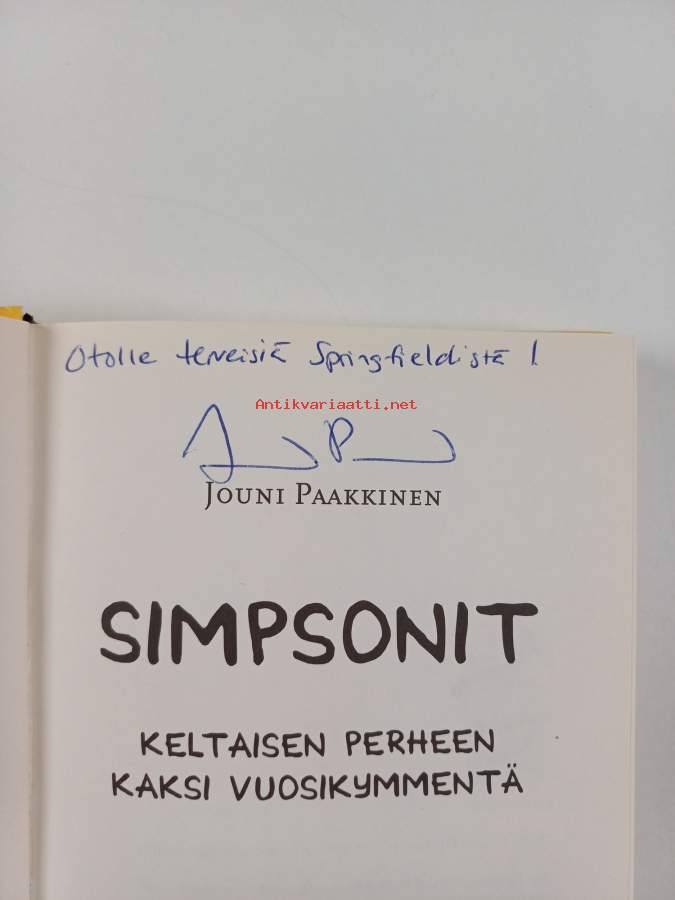 Otolle terveisiä Springfieldistä!
Antikvariaatti.net
Jouni Paakkinen
SIMPSONIT
KELTAISEN PERHEEN
KAKSI VUOSIKYMMENTÄ